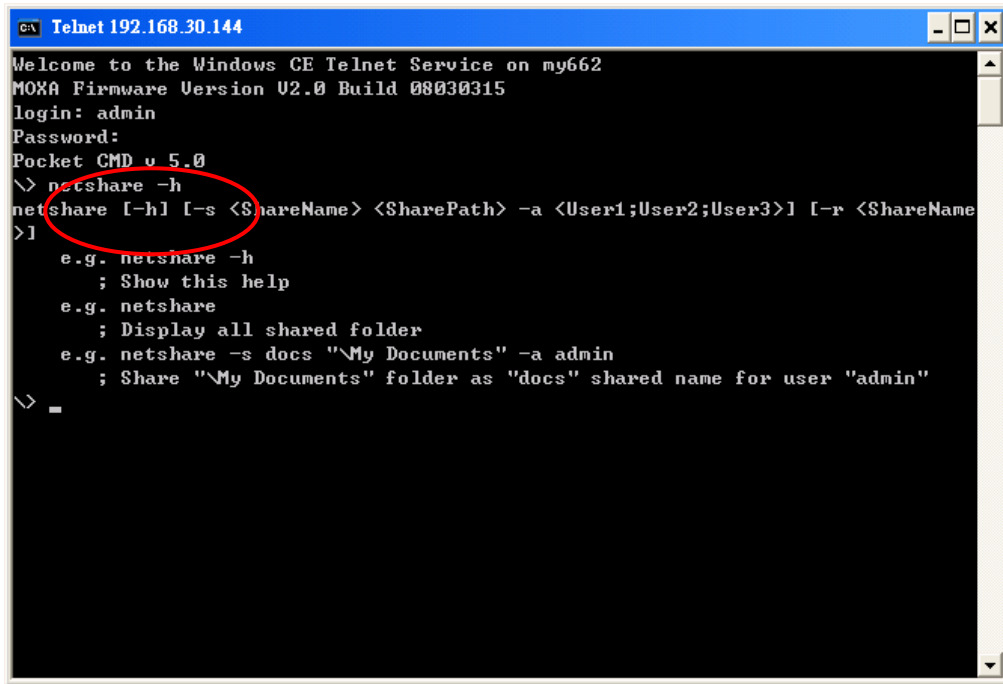 Telnet 192.168.30.144
Welcome to the Windows CE Telnet Service on my662
MOXA Firmware Version V2.0 Build 08030315
login: admin
Password:
Pocket CMD v 5.0
\> netshare -h
netshare [-h] [-s <ShareName> <SharePath> -a <User1;User2;User3>] [-r <ShareName
>]
e.g. netshare -h
; Show this help
e.g. netshare
; Display all shared folder
e.g. netshare -s docs "\My Documents" -a admin
; Share "\My Documents" folder as "docs" shared name for user "admin"
\> _